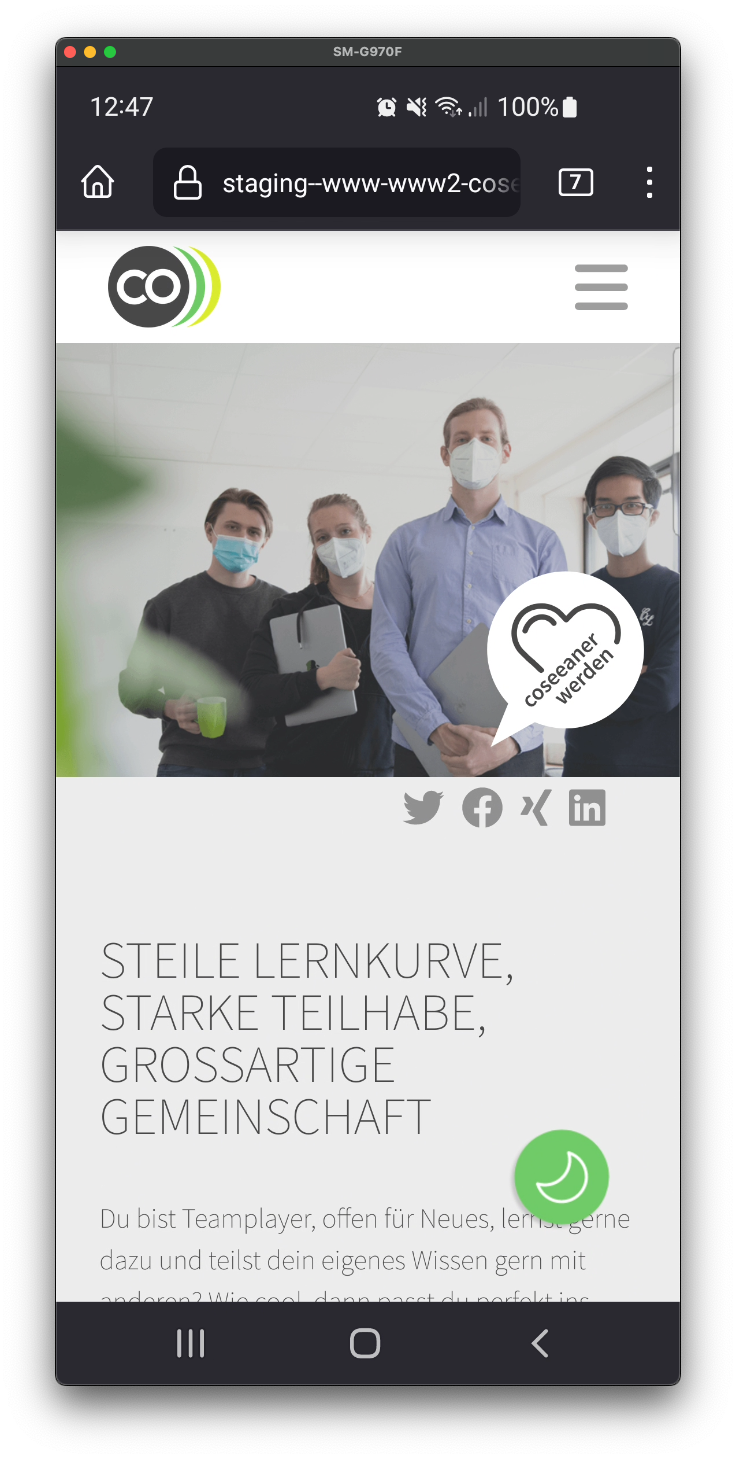 SM-G970F
12:47
100%
staging--www-www2-cose
7
CO
coseeaner
werden
STEILE LERNKURVE,
STARKE TEILHABE,
GROSSARTIGE
GEMEINSCHAFT
Du bist Teamplayer, offen für Neues, lernst gerne
dazu und teilst dein eigenes Wissen gern mit
anderen? Wie cool, dann passt du perfekt ins